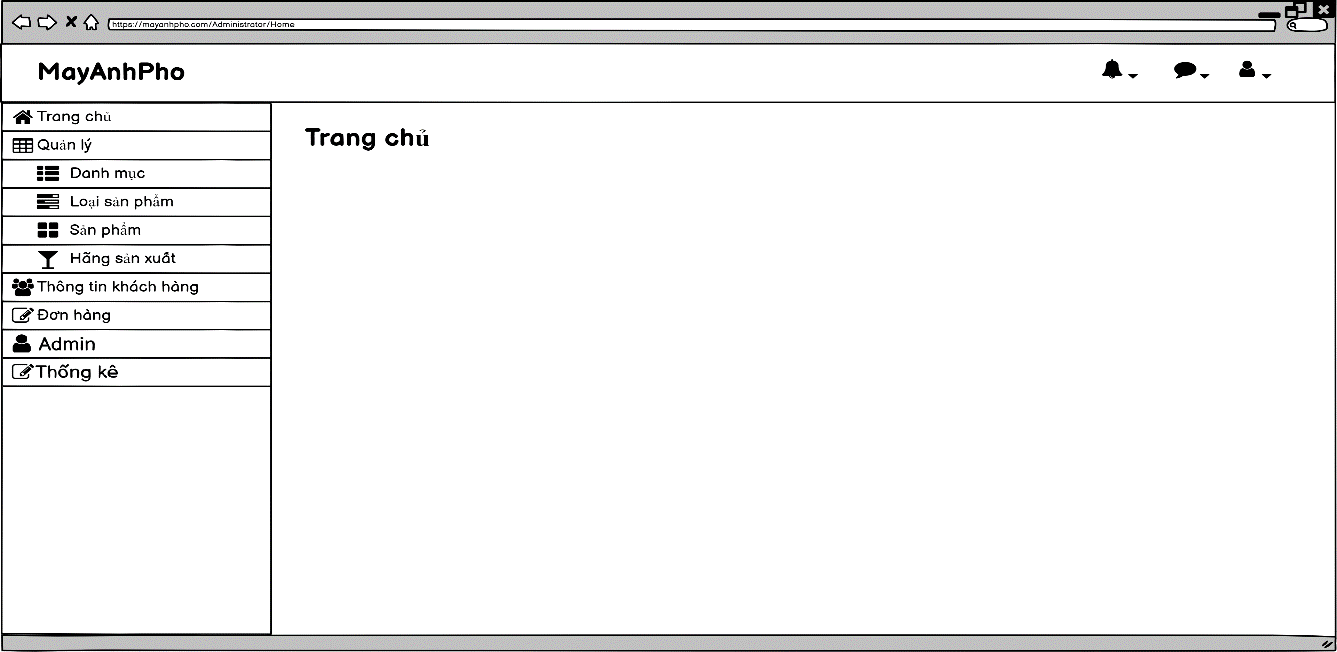 https://mayanhpho.com/Administrator/Home
MayAnhPho
Trang chủ
Quản lý
Danh mục
Loại sản phẩm
Sản phẩm
Hãng sản xuất
Thông tin khách hàng
Đơn hàng
Admin
Thống kê
Trang chủ